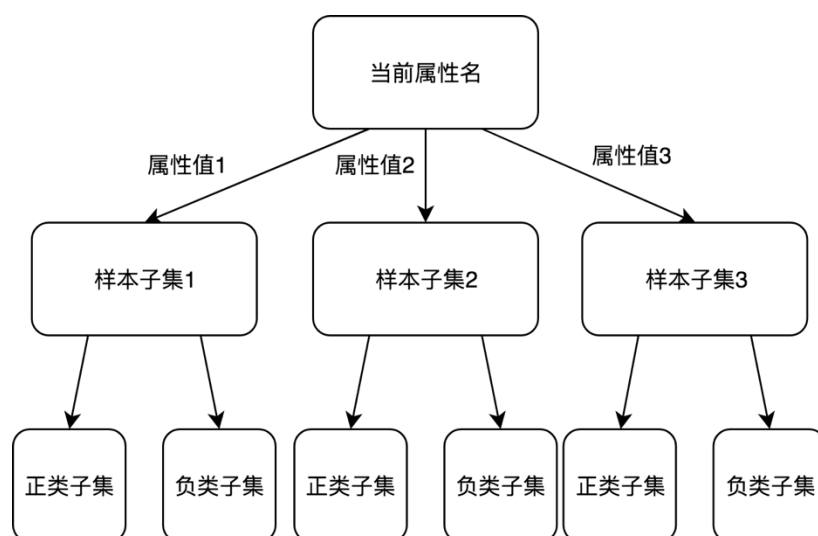 当前属性名
属性值1
属性值2
属性值3
样本子集1
样本子集2
样本子集3
正类子集
负类子集
正类子集
负类子集
正类子集
负类子集